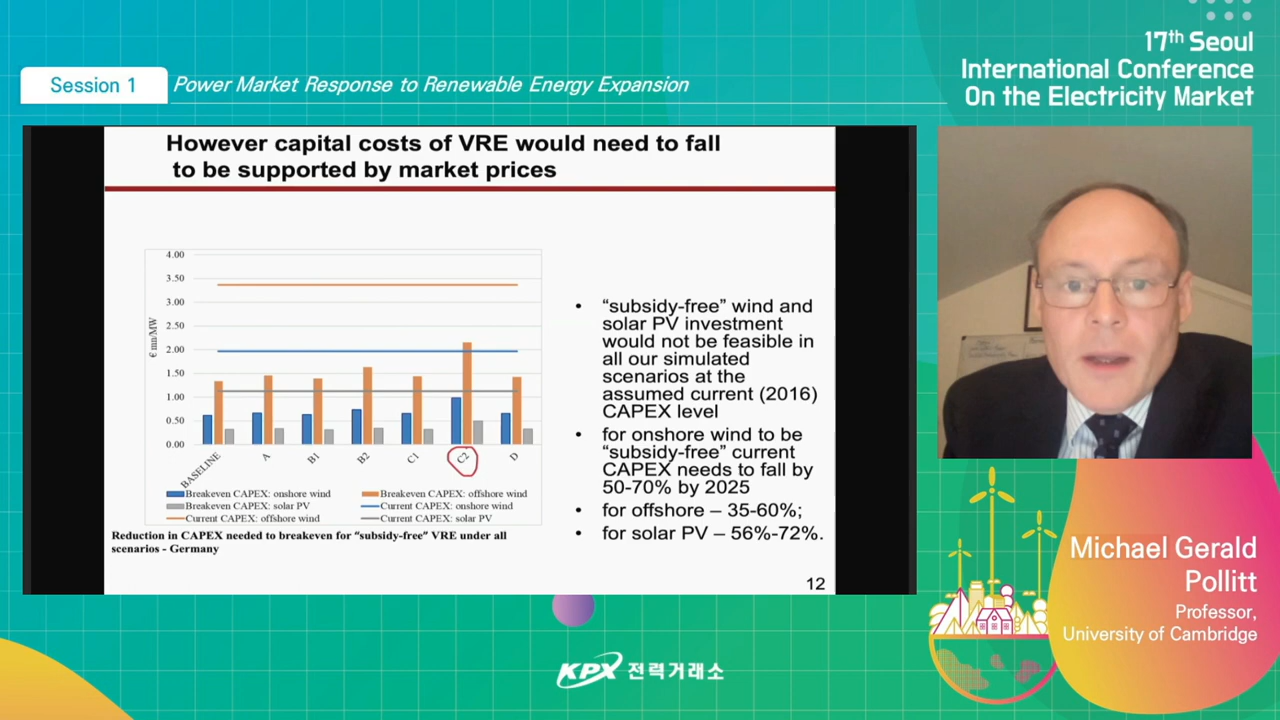 17th Seoul
International Conference
On the Electricity Market
Session 1
Power Market Response to Renewable Energy Expansion
However capital costs of VRE would need to fall
to be supported by market prices
4.00
3.50
3.00
2.50
2.00
1.50
1.00
0.50
0.00
€ mn/MW
BASELINE
A
B1
B2
C1
C2
D
Breakeven CAPEX: onshore wind
Breakeven CAPEX: offshore wind
Breakeven CAPEX: solar PV
Current CAPEX: onshore wind
Current CAPEX: offshore wind
Current CAPEX: solar PV
Reduction in CAPEX needed to breakeven for “subsidy-free” VRE under all
scenarios - Germany
• “subsidy-free” wind and
solar PV investment
would not be feasible in
all our simulated
scenarios at the
assumed current (2016)
CAPEX level
• for onshore wind to be
“subsidy-free” current
CAPEX needs to fall by
50-70% by 2025
• for offshore – 35-60%;
• for solar PV – 56%-72%.
12
Michael Gerald
Pollitt
Professor,
University of Cambridge
KPX 전력거래소